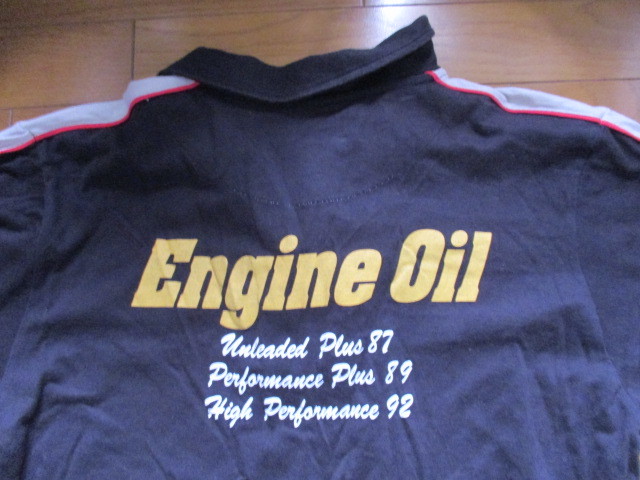 Engine Oil
Unleaded Plus 87
Performance Plus 89
High Performance 92